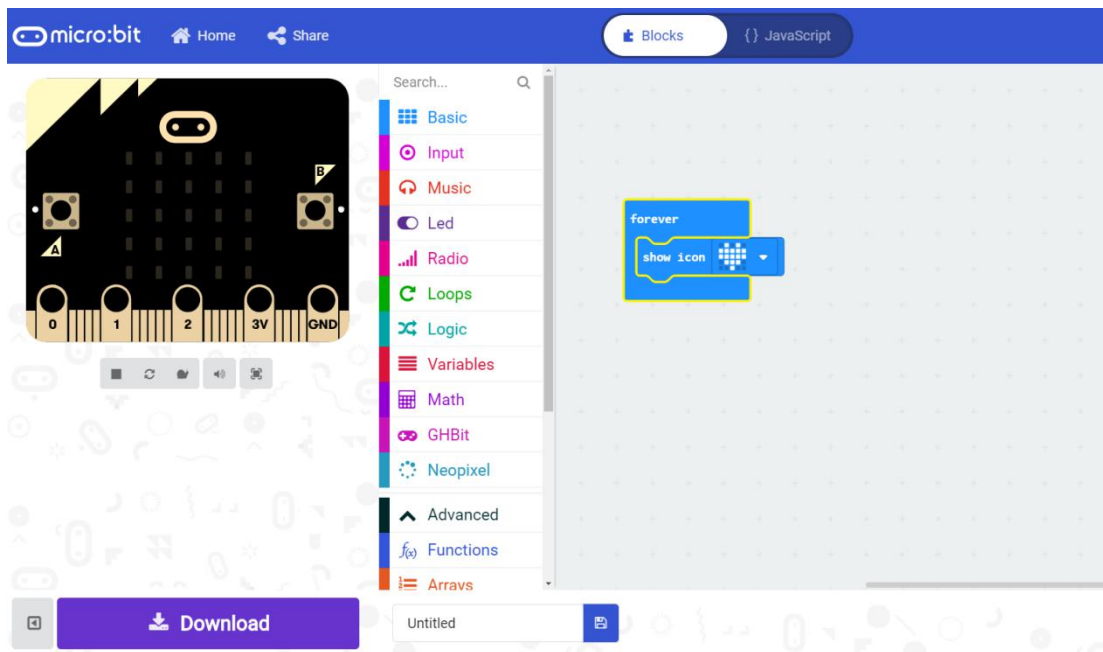 micro:bit Home Share Blocks {} JavaScript
Search...
Basic
Input
Music
Led
Radio
Loops
Logic
Variables
Math
GHBit
Neopixel
Advanced
f(x) Functions
Arrays
B
A
0 1 2 3V GND
forever
show icon
Download
Untitled